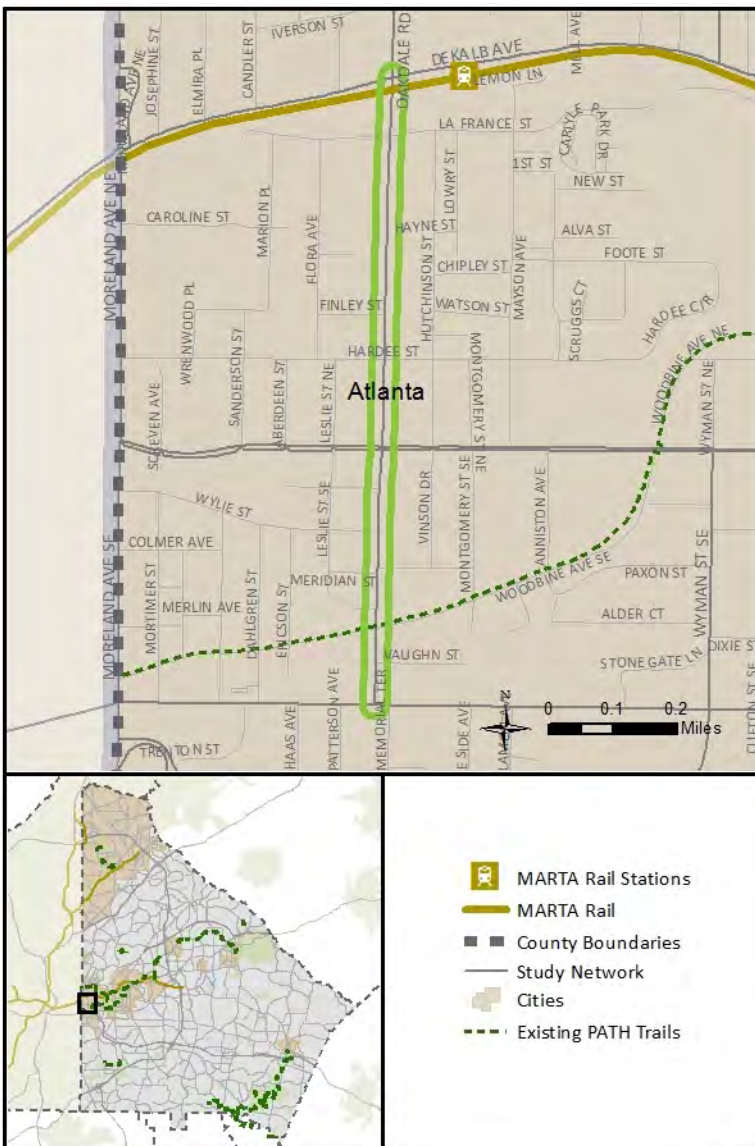 IVERSON ST
JOSEPHINE ST
ELMIRA PL
CANDLER ST
OAKDALE RD
DEKALB AVE
LEMON LN
LA FRANCE ST
CARLYLE P
PARK DR
1ST ST
NEW ST
MORELAND AVE NE
CAROLINE ST
MARION PL
FLORA AVE
HAYNE ST
LOWRY ST
ALVA ST
FOOTE ST
CHIPLEY ST
MAYSON AVE
HUTCHINSON ST
WATSON ST
FINLEY ST
WRENWOOD PL
SCRUGGS CT
HARDEE CIR
HARDEE ST
SANDERSON ST
ABERDEEN ST
LESLIE ST NE
Atlanta
MONTGOMERY ST NE
WOODBINE AVE NE
WYMAN ST NE
SCREVEN AVE
WYLIE ST
LESLIE ST SE
VINSON DR
MONTGOMERY ST SE
ANNISTON AVE
COLMER AVE
MORELAND AVE SE
MORTIMER ST
MERLIN AVE
DAHLGREN ST
ERICSON ST
MERIDIAN ST
WOODBINE AVE SE
PAXON ST
ALDER CT
WYMAN ST SE
VAUGHN ST
STONEGATE LN
DIXIE ST
HAAS AVE
PATTERSON AVE
MEMORIAL TER
E SIDE AVE
CLIFTON ST SE
TRENTON ST
N
0 0.1 0.2
Miles
MARTA Rail Stations
MARTA Rail
County Boundaries
Study Network
Cities
Existing PATH Trails